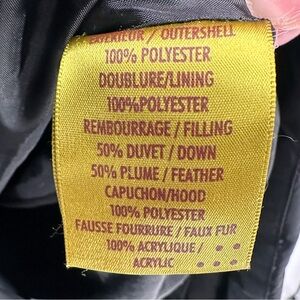 EXTÉRIEUR / OUTERSHELL
100% POLYESTER
DOUBLURE/LINING
100%POLYESTER
REMBOURRAGE / FILLING
50% DUVET / DOWN
50% PLUME / FEATHER
CAPUCHON/HOOD
100% POLYESTER
FAUSSE FOURRURE / FAUX FUR
100% ACRYLIQUE /
ACRYLIC